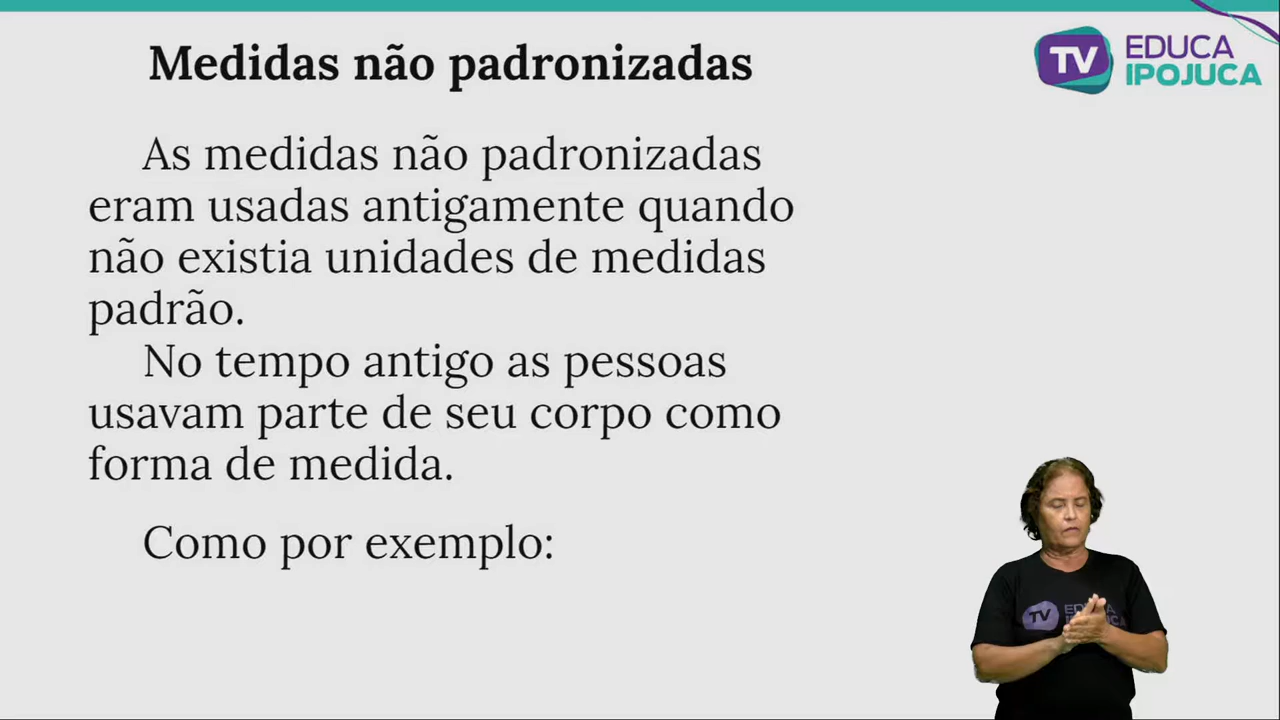 Medidas não padronizadas
TV EDUCA
IPOJUCA
As medidas não padronizadas
eram usadas antigamente quando
não existia unidades de medidas
padrão.
No tempo antigo as pessoas
usavam parte de seu corpo como
forma de medida.
Como por exemplo:
TV